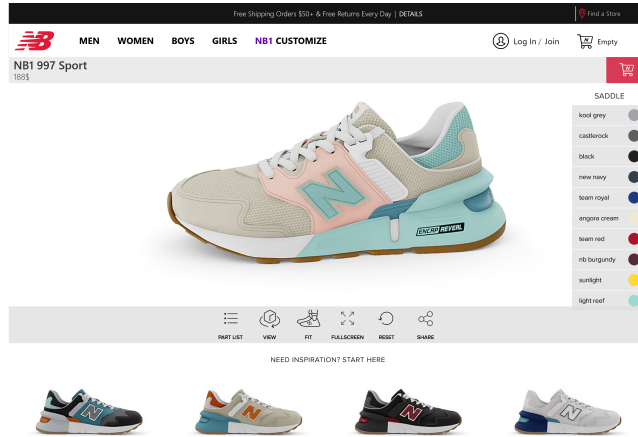 Free Shipping Orders $50+ & Free Returns Every Day | DETAILS
Find a Store
MEN WOMEN BOYS GIRLS NB1 CUSTOMIZE
Log In / Join
Empty
NB1 997 Sport
188$
SADDLE
kool grey
castlerock
black
new navy
team royal
angora cream
team red
nb burgundy
sunlight
light reef
N
ENCAP REVEAL
PART LIST VIEW FIT FULLSCREEN RESET SHARE
NEED INSPIRATION? START HERE
N N N N